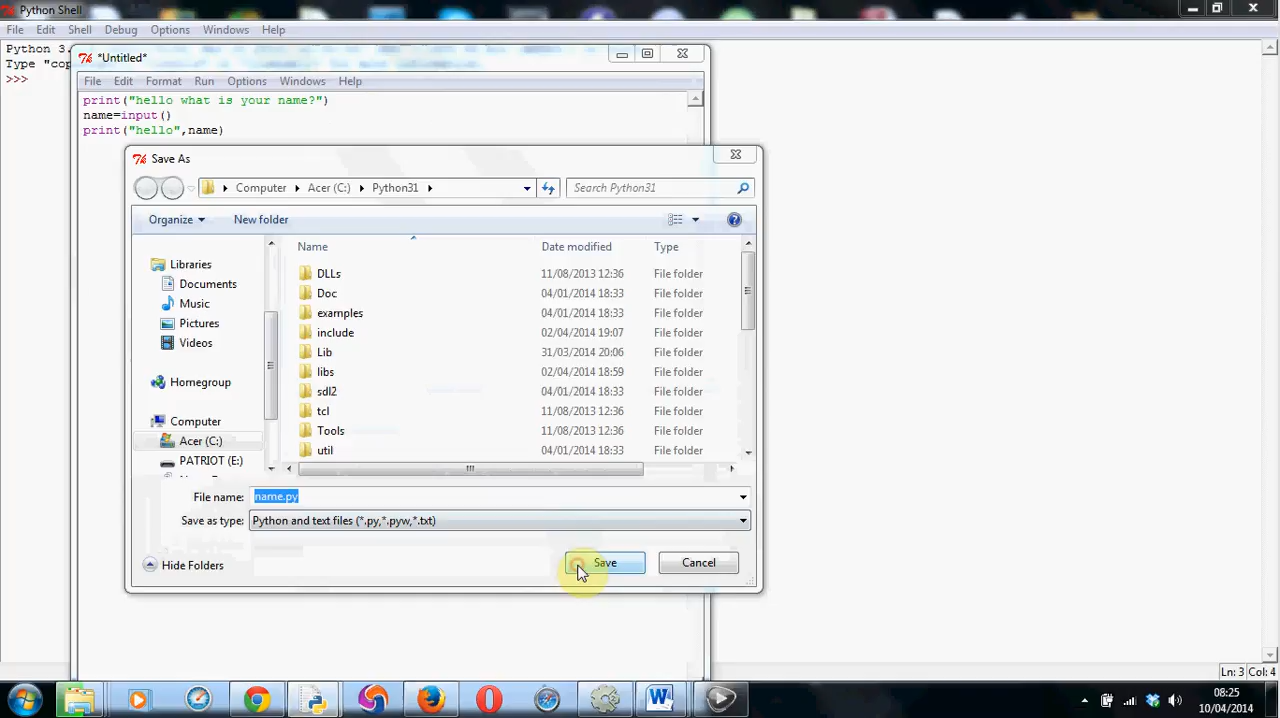 Python Shell
File Edit Shell Debug Options Windows Help
Python 3.
Type "cop
>>>
*Untitled*
File Edit Format Run Options Windows Help
print("hello what is your name?")
name=input()
print("hello",name)
Save As
Computer Acer (C:) Python31
Search Python31
Organize New folder
Name Date modified Type
Libraries
Documents
Music
Pictures
Videos
Homegroup
Computer
Acer (C:)
PATRIOT (E:)
DLLs 11/08/2013 12:36 File folder
Doc 04/01/2014 18:33 File folder
examples 04/01/2014 18:33 File folder
include 02/04/2014 19:07 File folder
Lib 31/03/2014 20:06 File folder
libs 02/04/2014 18:59 File folder
sdl2 04/01/2014 18:33 File folder
tcl 11/08/2013 12:36 File folder
Tools 11/08/2013 12:36 File folder
util 04/01/2014 18:33 File folder
File name: name.py
Save as type: Python and text files (*.py,*.pyw,*.txt)
Hide Folders Save Cancel
Ln: 3 Col: 4
08:25
10/04/2014